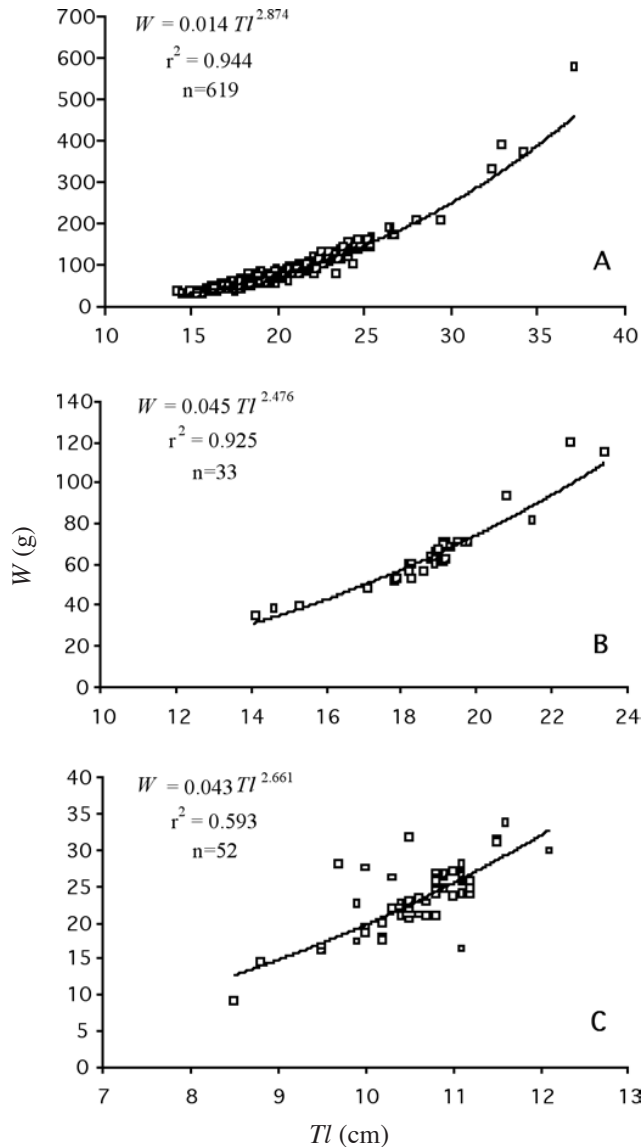 W = 0.014 Tl^2.874
r^2 = 0.944
n=619
700
600
500
400
300
200
100
0
10 15 20 25 30 35 40
A
W = 0.045 Tl^2.476
r^2 = 0.925
n=33
140
120
100
80
60
40
20
0
10 12 14 16 18 20 22 24
B
W (g)
W = 0.043 Tl^2.661
r^2 = 0.593
n=52
40
35
30
25
20
15
10
5
0
7 8 9 10 11 12 13
C
Tl (cm)